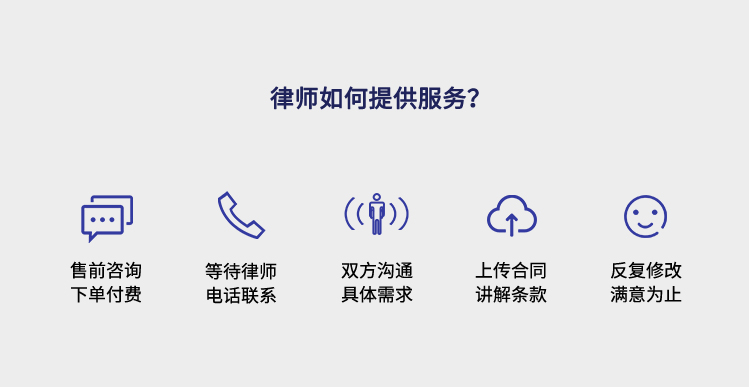 律师如何提供服务?
售前咨询
下单付费
等待律师
电话联系
双方沟通
具体需求
上传合同
讲解条款
反复修改
满意为止